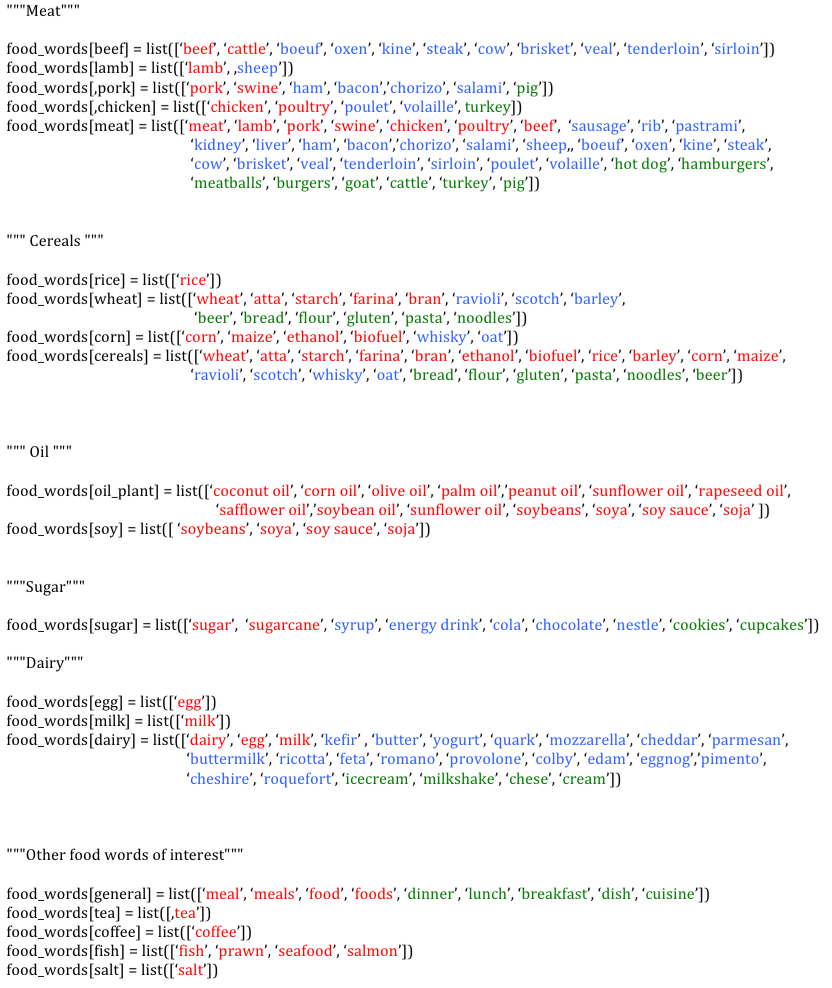 """Meat"""
food_words[beef] = list([‘beef’, ‘cattle’, ‘boeuf’, ‘oxen’, ‘kine’, ‘steak’, ‘cow’, ‘brisket’, ‘veal’, ‘tenderloin’, ‘sirloin’])
food_words[lamb] = list([‘lamb’, ‚sheep’])
food_words[‚pork] = list([‘pork’, ‘swine’, ‘ham’, ‘bacon’,’chorizo’, ‘salami’, ‘pig’])
food_words[‚chicken] = list([‘chicken’, ‘poultry’, ‘poulet’, ‘volaille’, turkey])
food_words[meat] = list([‘meat’, ‘lamb’, ‘pork’, ‘swine’, ‘chicken’, ‘poultry’, ‘beef’, ‘sausage’, ‘rib’, ‘pastrami’,
‘kidney’, ‘liver’, ‘ham’, ‘bacon’,’chorizo’, ‘salami’, ‘sheep‚, ‘boeuf’, ‘oxen’, ‘kine’, ‘steak’,
‘cow’, ‘brisket’, ‘veal’, ‘tenderloin’, ‘sirloin’, ‘poulet’, ‘volaille’, ‘hot dog’ ,‘hamburgers’,
‘meatballs’, ‘burgers’, ‘goat’, ‘cattle’, ‘turkey’, ‘pig’])
""" Cereals """
food_words[rice] = list([‘rice’])
food_words[wheat] = list([‘wheat’, ‘atta’, ‘starch’, ‘farina’, ‘bran’, ‘ravioli’, ‘scotch’, ‘barley’,
‘beer’, ‘bread’, ‘flour’, ‘gluten’, ‘pasta’, ‘noodles’])
food_words[corn] = list([‘corn’, ‘maize’, ‘ethanol’, ‘biofuel’, ‘whisky’, ‘oat’])
food_words[cereals] = list([‘wheat’, ‘atta’, ‘starch’, ‘farina’, ‘bran’, ‘ethanol’, ‘biofuel’, ‘rice’, ‘barley’, ‘corn’, ‘maize’,
‘ravioli’, ‘scotch’, ‘whisky’, ‘oat’, ‘bread’, ‘flour’, ‘gluten’, ‘pasta’, ‘noodles’, ‘beer’])
""" Oil """
food_words[oil_plant] = list([‘coconut oil’, ‘corn oil’, ‘olive oil’, ‘palm oil’,’peanut oil’, ‘sunflower oil’, ‘rapeseed oil’,
‘safflower oil’,’soybean oil’, ‘sunflower oil’, ‘soybeans’, ‘soya’, ‘soy sauce’, ‘soja’ ])
food_words[soy] = list([ ‘soybeans’, ‘soya’, ‘soy sauce’, ‘soja’])
"""Sugar"""
food_words[sugar] = list([‘sugar’, ‘sugarcane’, ‘syrup’, ‘energy drink’, ‘cola’, ‘chocolate’, ‘nestle’, ‘cookies’, ‘cupcakes’])
"""Dairy"""
food_words[egg] = list([‘egg’])
food_words[milk] = list([‘milk’])
food_words[dairy] = list([‘dairy’, ‘egg’, ‘milk’, ‘kefir’ , ‘butter’, ‘yogurt’, ‘quark’, ‘mozzarella’, ‘cheddar’, ‘parmesan’,
‘buttermilk’, ‘ricotta’, ‘feta’, ‘romano’, ‘provolone’, ‘colby’, ‘edam’, ‘eggnog’,’pimento’,
‘cheshire’, ‘roquefort’, ‘icecream’, ‘milkshake’, ‘chese’, ‘cream’])
"""Other food words of interest"""
food_words[general] = list([‘meal’, ‘meals’, ‘food’, ‘foods’, ‘dinner’, ‘lunch’, ‘breakfast’, ‘dish’, ‘cuisine’])
food_words[tea] = list([‚tea’])
food_words[coffee] = list([‘coffee’])
food_words[fish] = list([‘fish’, ‘prawn’, ‘seafood’, ‘salmon’])
food_words[salt] = list([‘salt’])